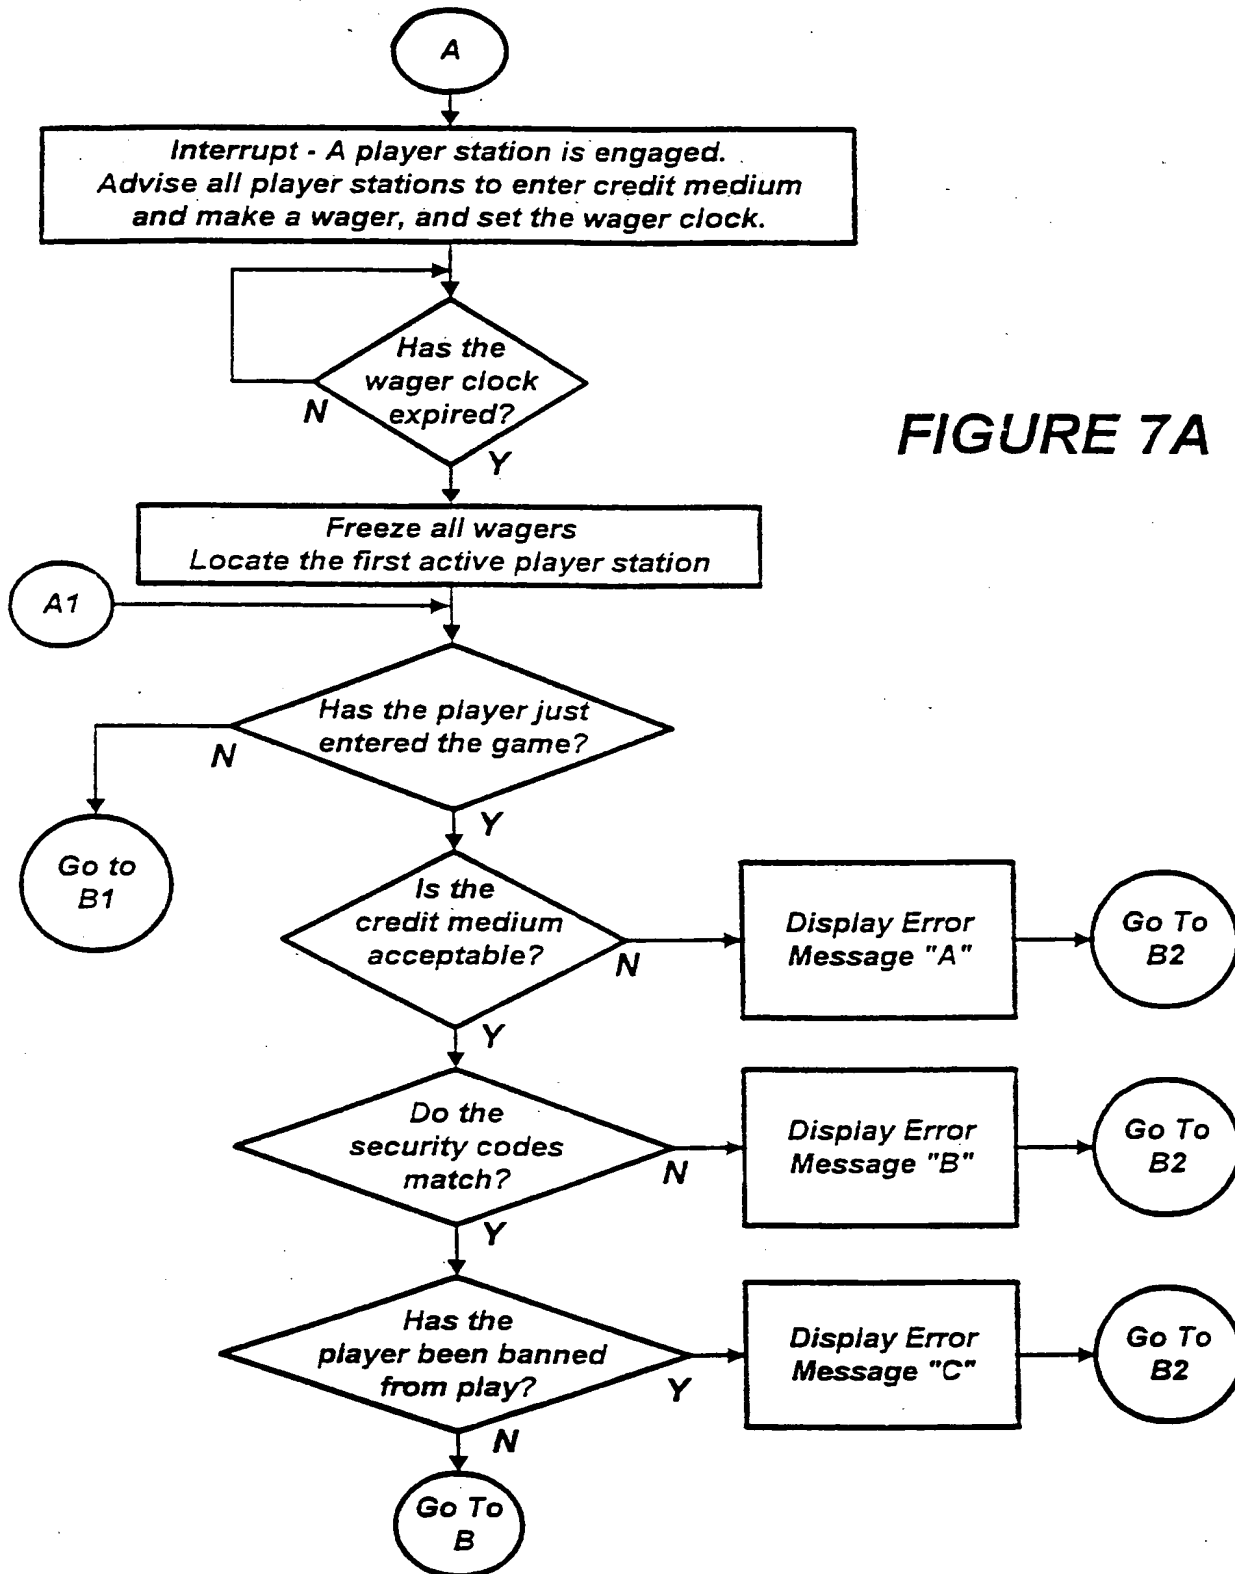 A
Interrupt - A player station is engaged.
Advise all player stations to enter credit medium
and make a wager, and set the wager clock.
Has the
wager clock
expired?
N
Y
FIGURE 7A
Freeze all wagers
Locate the first active player station
A1
Has the player just
entered the game?
N
Y
Go to
B1
Is the
credit medium
acceptable?
N
Y
Display Error
Message "A"
Go To
B2
Do the
security codes
match?
N
Y
Display Error
Message "B"
Go To
B2
Has the
player been banned
from play?
Y
N
Display Error
Message "C"
Go To
B2
Go To
B